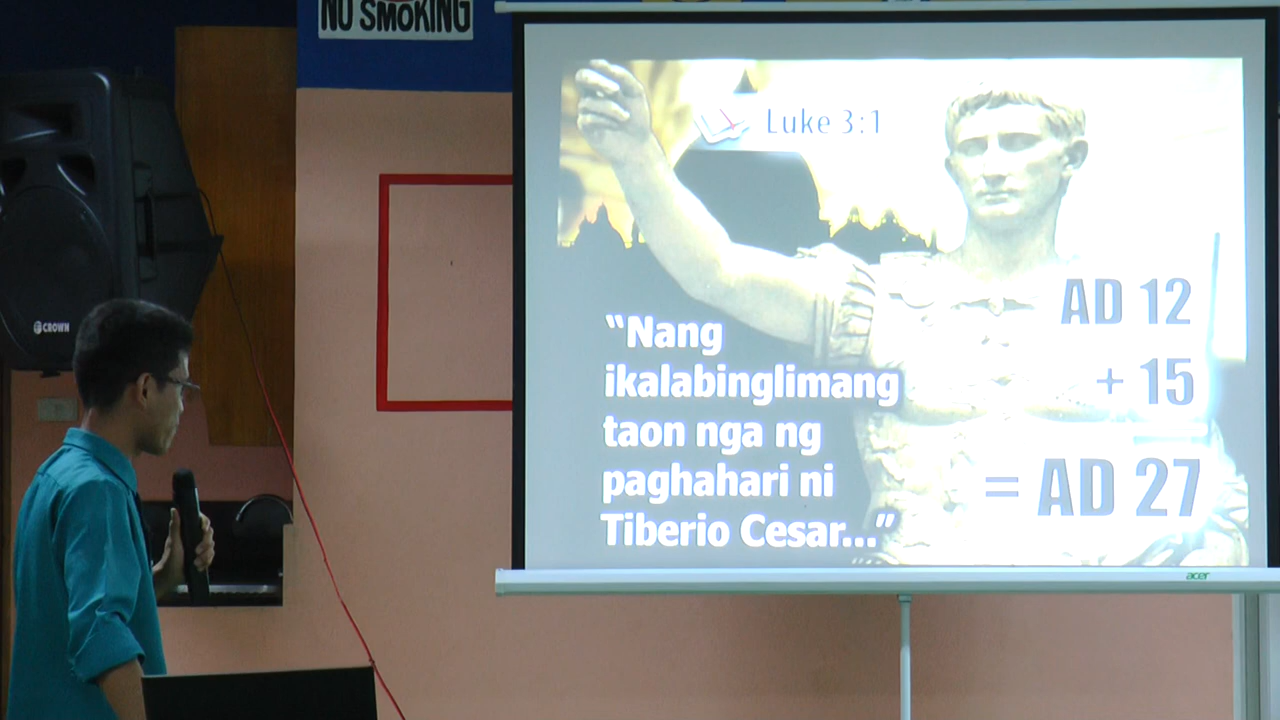 NO SMOKING
CROWN
Luke 3:1
AD 12
+ 15
= AD 27
“Nang
ikalabinglimang
taon nga ng
paghahari ni
Tiberio Cesar...”
acer